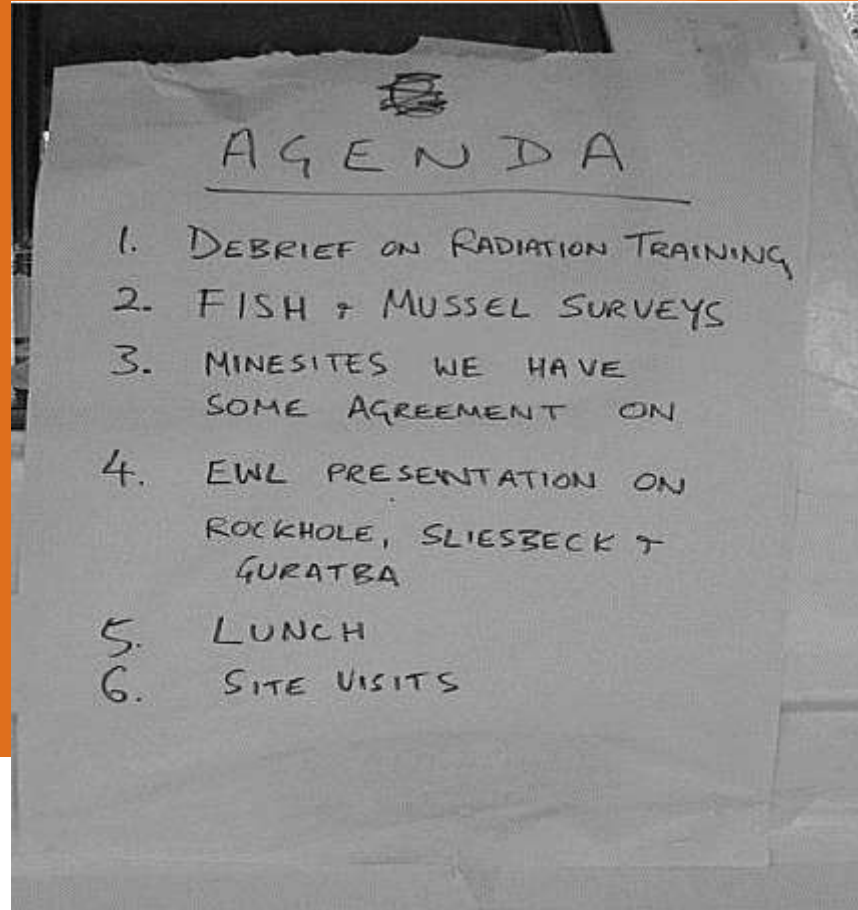 AGENDA
1. DEBRIEF ON RADIATION TRAINING
2. FISH & MUSSEL SURVEYS
3. MINESITES WE HAVE
SOME AGREEMENT ON
4. EWL PRESENTATION ON
ROCKHOLE, SLIESBECK &
GURATBA
5. LUNCH
6. SITE VISITS